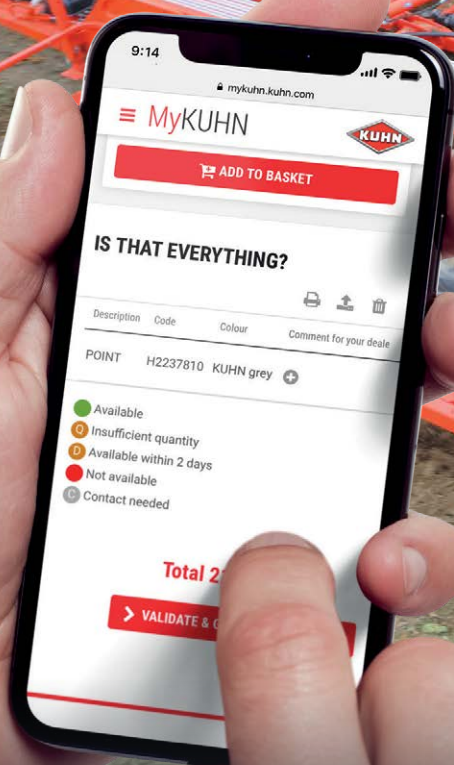 9:14
mykuhn.kuhn.com
MyKUHN
KUHN
ADD TO BASKET
IS THAT EVERYTHING?
Description Code Colour Comment for your deale
POINT H2237810 KUHN grey
Available
Q Insufficient quantity
D Available within 2 days
Not available
C Contact needed
Total 2
VALIDATE &